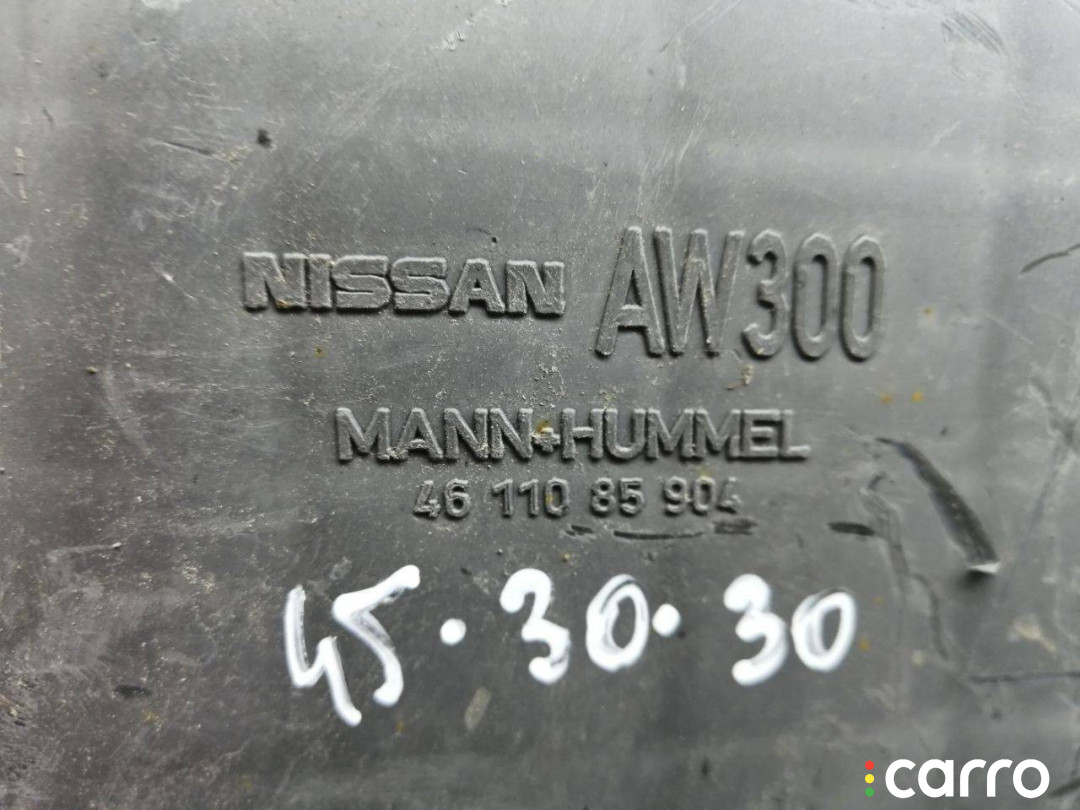 NISSAN AW300
MANN+HUMMEL
46 110 85 904
45.30.30
carro